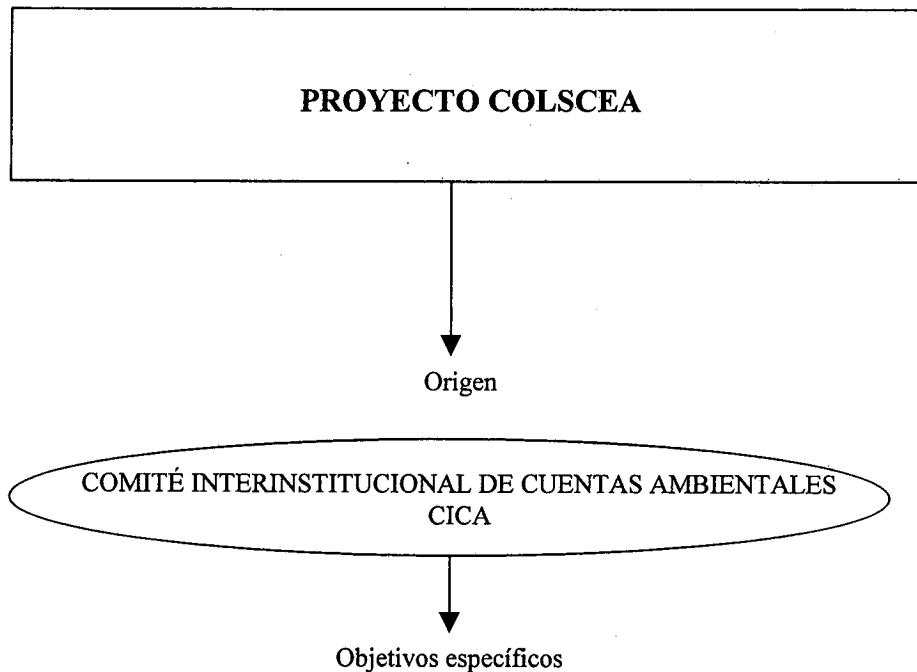 PROYECTO COLSCEA
Origen
COMITÉ INTERINSTITUCIONAL DE CUENTAS AMBIENTALES
CICA
Objetivos específicos